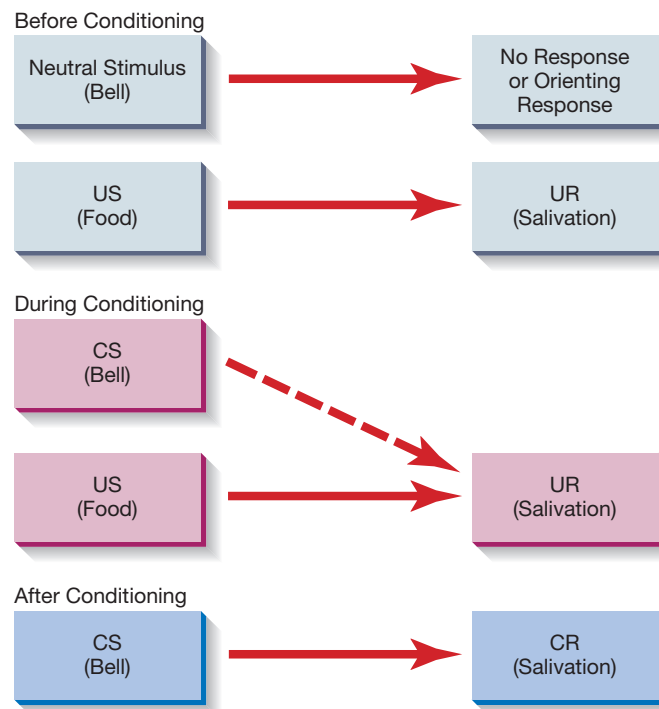 Before Conditioning
Neutral Stimulus
(Bell)
No Response
or Orienting
Response
US
(Food)
UR
(Salivation)
During Conditioning
CS
(Bell)
US
(Food)
UR
(Salivation)
After Conditioning
CS
(Bell)
CR
(Salivation)